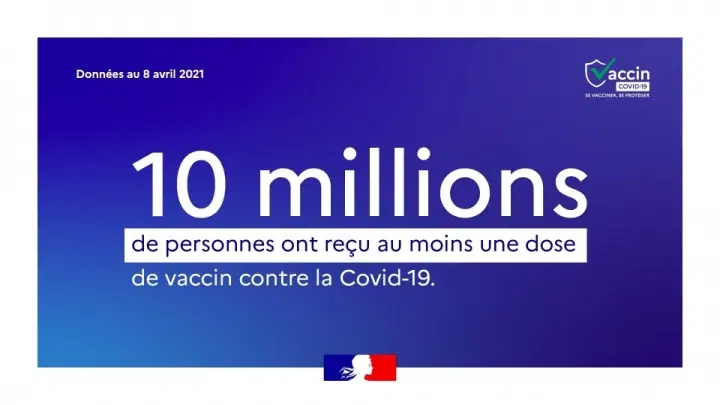 Données au 8 avril 2021
Vaccin
COVID-19
SE VACCINER, SE PROTÉGER
10 millions
de personnes ont reçu au moins une dose
de vaccin contre la Covid-19.